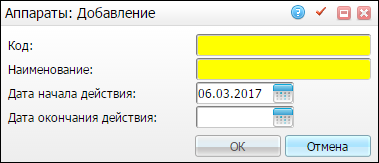 Аппараты: Добавление
Код:
Наименование:
Дата начала действия: 06.03.2017
Дата окончания действия:
ОК Отмена